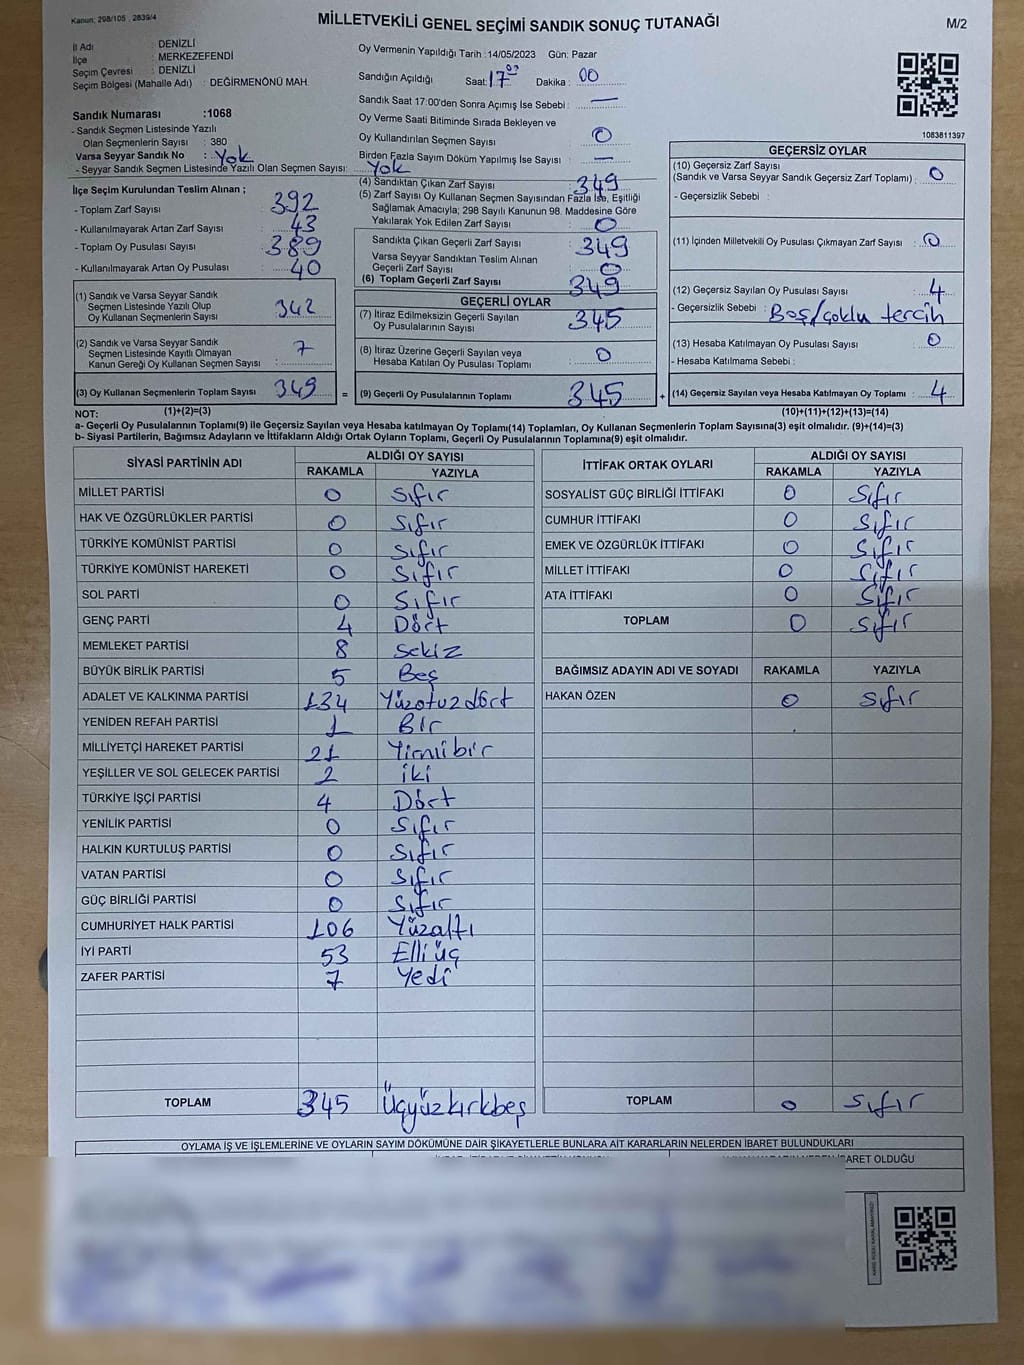 Kanun; 298/105 , 2839/4
MİLLETVEKİLİ GENEL SEÇİMİ SANDIK SONUÇ TUTANAĞI
M/2
İl Adı : DENİZLİ
İlçe : MERKEZEFENDİ
Seçim Çevresi : DENİZLİ
Seçim Bölgesi (Mahalle Adı) : DEĞİRMENÖNÜ MAH.
Sandık Numarası :1068
- Sandık Seçmen Listesinde Yazılı
Olan Seçmenlerin Sayısı : 380
Varsa Seyyar Sandık No : Yok
- Seyyar Sandık Seçmen Listesinde Yazılı Olan Seçmen Sayısı: Yok
Oy Vermenin Yapıldığı Tarih :14/05/2023 Gün: Pazar
Sandığın Açıldığı Saat: 17 00 Dakika : 00
Sandık Saat 17:00'den Sonra Açımış İse Sebebi : —
Oy Verme Saati Bitiminde Sırada Bekleyen ve
Oy Kullandırılan Seçmen Sayısı : 0
Birden Fazla Sayım Döküm Yapılmış İse Sayısı : —
1083811397
İlçe Seçim Kurulundan Teslim Alınan ;
- Toplam Zarf Sayısı : 392
- Kullanılmayarak Artan Zarf Sayısı : 43
- Toplam Oy Pusulası Sayısı : 389
- Kullanılmayarak Artan Oy Pusulası : 40
(1) Sandık ve Varsa Seyyar Sandık
Seçmen Listesinde Yazılı Olup
Oy Kullanan Seçmenlerin Sayısı : 342
(2) Sandık ve Varsa Seyyar Sandık
Seçmen Listesinde Kayıtlı Olmayan
Kanun Gereği Oy Kullanan Seçmen Sayısı : 7
(3) Oy Kullanan Seçmenlerin Toplam Sayısı : 349 =
(4) Sandıktan Çıkan Zarf Sayısı : 349
(5) Zarf Sayısı Oy Kullanan Seçmen Sayısından Fazla İse, Eşitliği
Sağlamak Amacıyla; 298 Sayılı Kanunun 98. Maddesine Göre
Yakılarak Yok Edilen Zarf Sayısı : 0
Sandıkta Çıkan Geçerli Zarf Sayısı : 349
Varsa Seyyar Sandıktan Teslim Alınan
Geçerli Zarf Sayısı : 0
(6) Toplam Geçerli Zarf Sayısı : 349
GEÇERLİ OYLAR
(7) İtiraz Edilmeksizin Geçerli Sayılan
Oy Pusulalarının Sayısı : 345
(8) İtiraz Üzerine Geçerli Sayılan veya
Hesaba Katılan Oy Pusulası Toplamı : 0
(9) Geçerli Oy Pusulalarının Toplamı : 345 +
GEÇERSİZ OYLAR
(10) Geçersiz Zarf Sayısı
(Sandık ve Varsa Seyyar Sandık Geçersiz Zarf Toplamı) : 0
- Geçersizlik Sebebi :
(11) İçinden Milletvekili Oy Pusulası Çıkmayan Zarf Sayısı : 0
(12) Geçersiz Sayılan Oy Pusulası Sayısı : 4
- Geçersizlik Sebebi : Boş/çoklu tercih
(13) Hesaba Katılmayan Oy Pusulası Sayısı : 0
- Hesaba Katılmama Sebebi :
(14) Geçersiz Sayılan veya Hesaba Katılmayan Oy Toplamı : 4
NOT: (1)+(2)=(3) (10)+(11)+(12)+(13)=(14)
a- Geçerli Oy Pusulalarının Toplamı(9) ile Geçersiz Sayılan veya Hesaba katılmayan Oy Toplamı(14) Toplamları, Oy Kullanan Seçmenlerin Toplam Sayısına(3) eşit olmalıdır. (9)+(14)=(3)
b- Siyasi Partilerin, Bağımsız Adayların ve İttifakların Aldığı Ortak Oyların Toplamı, Geçerli Oy Pusulalarının Toplamına(9) eşit olmalıdır.
SİYASİ PARTİNİN ADI ALDIĞI OY SAYISI
RAKAMLA YAZIYLA
MİLLET PARTİSİ 0 Sıfır
HAK VE ÖZGÜRLÜKLER PARTİSİ 0 Sıfır
TÜRKİYE KOMÜNİST PARTİSİ 0 Sıfır
TÜRKİYE KOMÜNİST HAREKETİ 0 Sıfır
SOL PARTİ 0 Sıfır
GENÇ PARTİ 4 Dört
MEMLEKET PARTİSİ 8 Sekiz
BÜYÜK BİRLİK PARTİSİ 5 Beş
ADALET VE KALKINMA PARTİSİ 134 Yüzotuzdört
YENİDEN REFAH PARTİSİ 1 Bir
MİLLİYETÇİ HAREKET PARTİSİ 21 Yirmibir
YEŞİLLER VE SOL GELECEK PARTİSİ 2 iki
TÜRKİYE İŞÇİ PARTİSİ 4 Dört
YENİLİK PARTİSİ 0 Sıfır
HALKIN KURTULUŞ PARTİSİ 0 Sıfır
VATAN PARTİSİ 0 Sıfır
GÜÇ BİRLİĞİ PARTİSİ 0 Sıfır
CUMHURİYET HALK PARTİSİ 106 Yüzaltı
İYİ PARTİ 53 Elliüç
ZAFER PARTİSİ 7 Yedi
TOPLAM 345 Üçyüzkırkbeş
İTTİFAK ORTAK OYLARI ALDIĞI OY SAYISI
RAKAMLA YAZIYLA
SOSYALİST GÜÇ BİRLİĞİ İTTİFAKI 0 Sıfır
CUMHUR İTTİFAKI 0 Sıfır
EMEK VE ÖZGÜRLÜK İTTİFAKI 0 Sıfır
MİLLET İTTİFAKI 0 Sıfır
ATA İTTİFAKI 0 Sıfır
TOPLAM 0 Sıfır
BAĞIMSIZ ADAYIN ADI VE SOYADI RAKAMLA YAZIYLA
HAKAN ÖZEN 0 Sıfır
TOPLAM 0 Sıfır
OYLAMA İŞ VE İŞLEMLERİNE VE OYLARIN SAYIM DÖKÜMÜNE DAİR ŞİKAYETLERLE BUNLARA AİT KARARLARIN NELERDEN İBARET BULUNDUKLARI
OLDUĞU